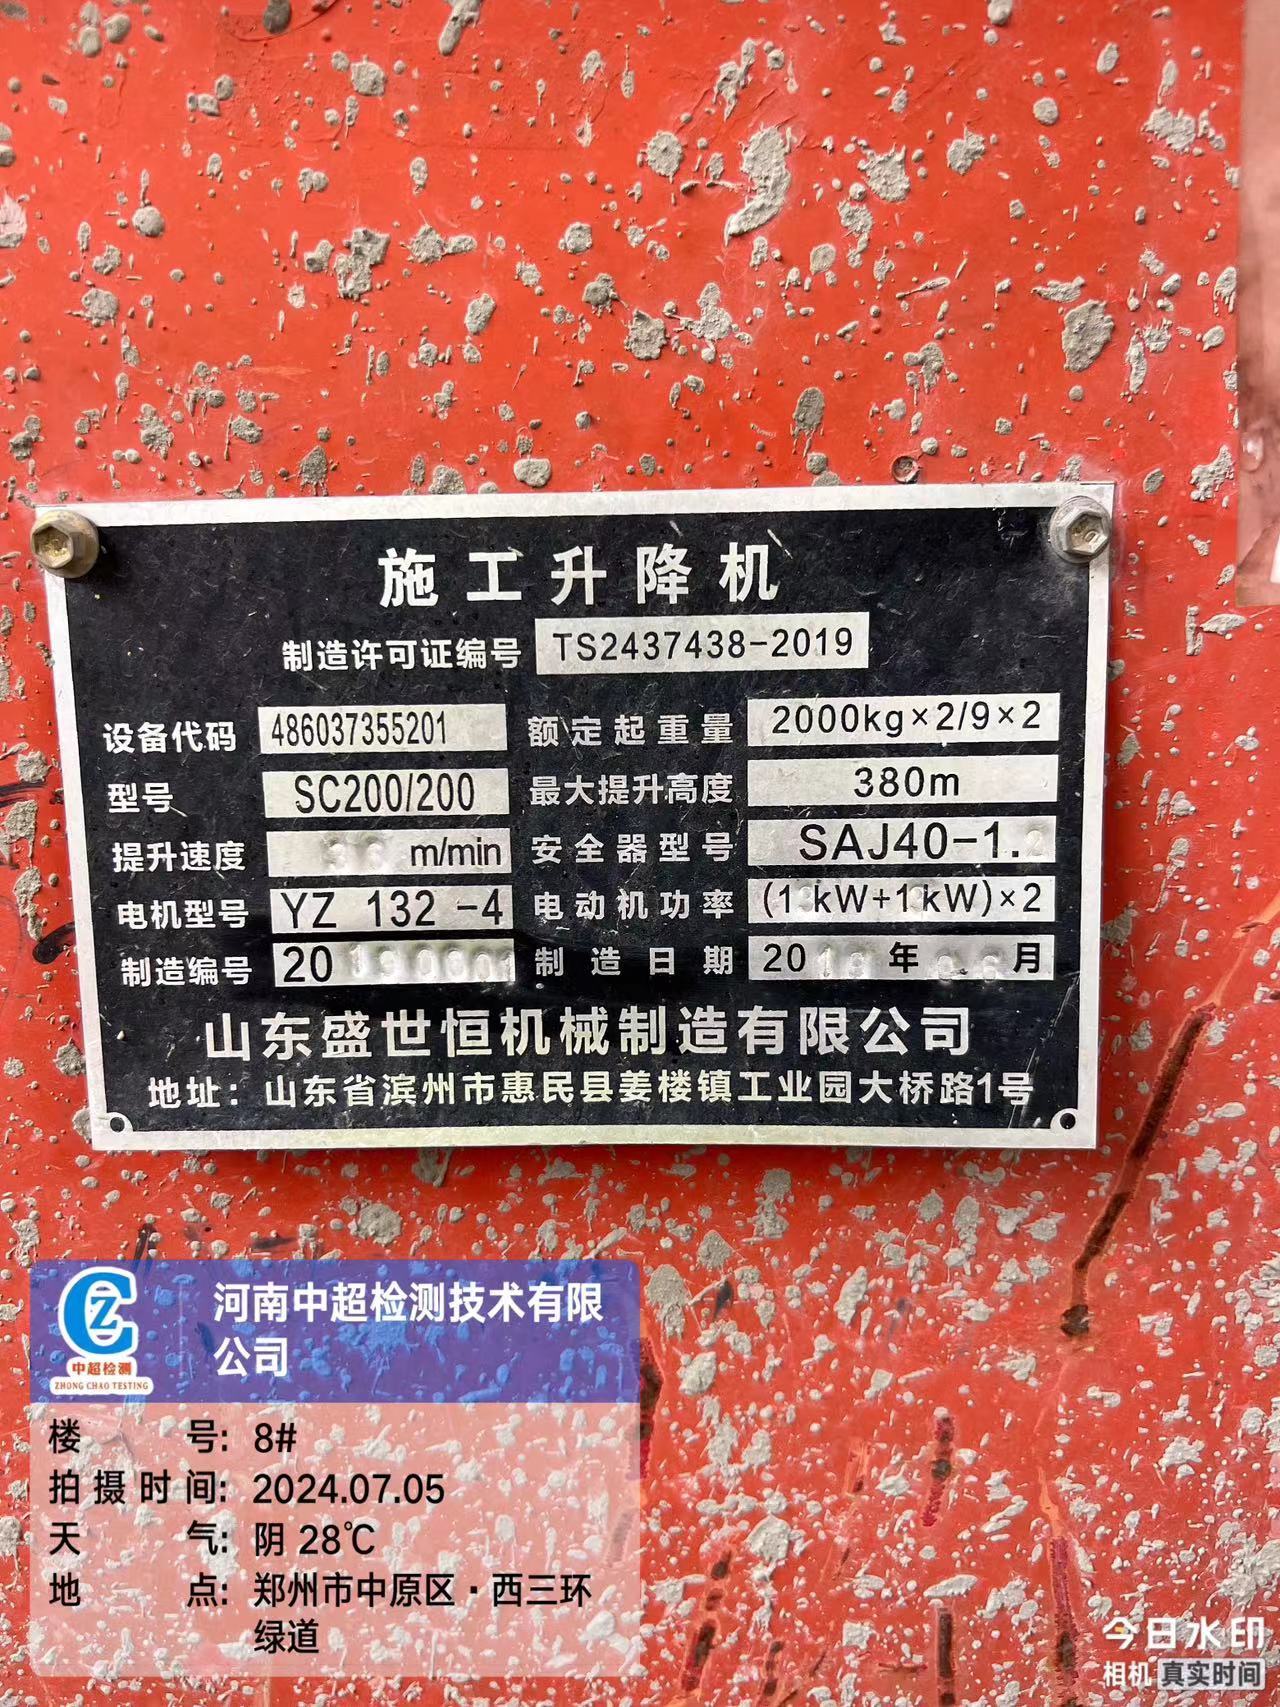 施工升降机
制造许可证编号 TS2437438-2019
设备代码 486037355201 额定起重量 2000kg×2/9×2
型号 SC200/200 最大提升高度 380m
提升速度 m/min 安全器型号 SAJ40-1.2
电机型号 YZ 132 -4 电动机功率 (1 kW+1 kW)×2
制造编号 20190901 制造日期 2019年 月
山东盛世恒机械制造有限公司
地址：山东省滨州市惠民县姜楼镇工业园大桥路1号
河南中超检测技术有限
公司
中超检测
ZHONG CHAO TESTING
楼号: 8#
拍摄时间: 2024.07.05
天气: 阴 28℃
地点: 郑州市中原区·西三环
绿道
今日水印
相机 真实时间